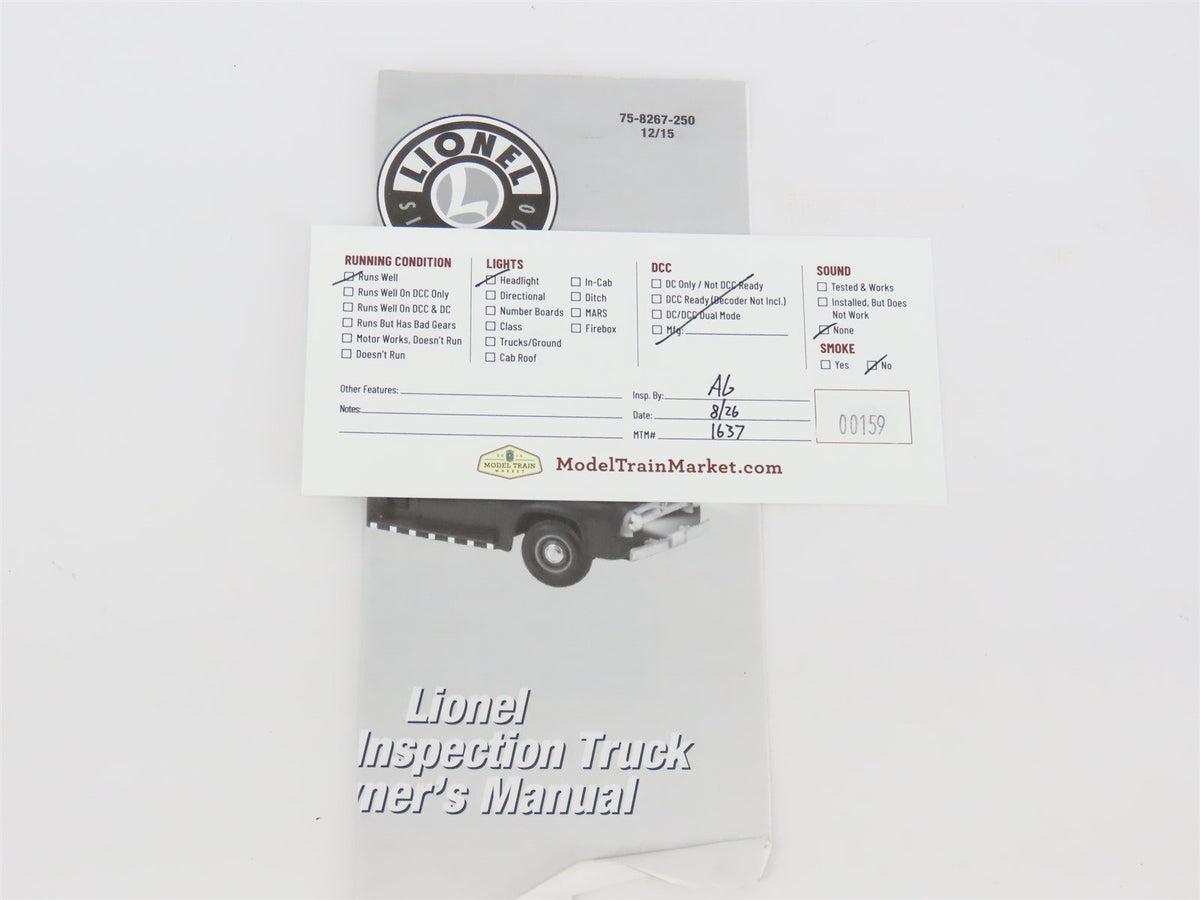 75-8267-250
12/15
LIONEL
RUNNING CONDITION
Runs Well
Runs Well On DCC Only
Runs Well On DCC & DC
Runs But Has Bad Gears
Motor Works, Doesn't Run
Doesn't Run
LIGHTS
Headlight
Directional
Number Boards
Class
Trucks/Ground
Cab Roof
In-Cab
Ditch
MARS
Firebox
DCC
DC Only / Not DCC Ready
DCC Ready (Decoder Not Incl.)
DC/DCC Dual Mode
Mfg:
SOUND
Tested & Works
Installed, But Does
Not Work
None
SMOKE
Yes No
Other Features:
Notes:
Insp. By: AG
Date: 8/26
MTM# 1637
00159
MODEL TRAIN
MARKET
ModelTrainMarket.com
Lionel
Inspection Truck
ner's Manual